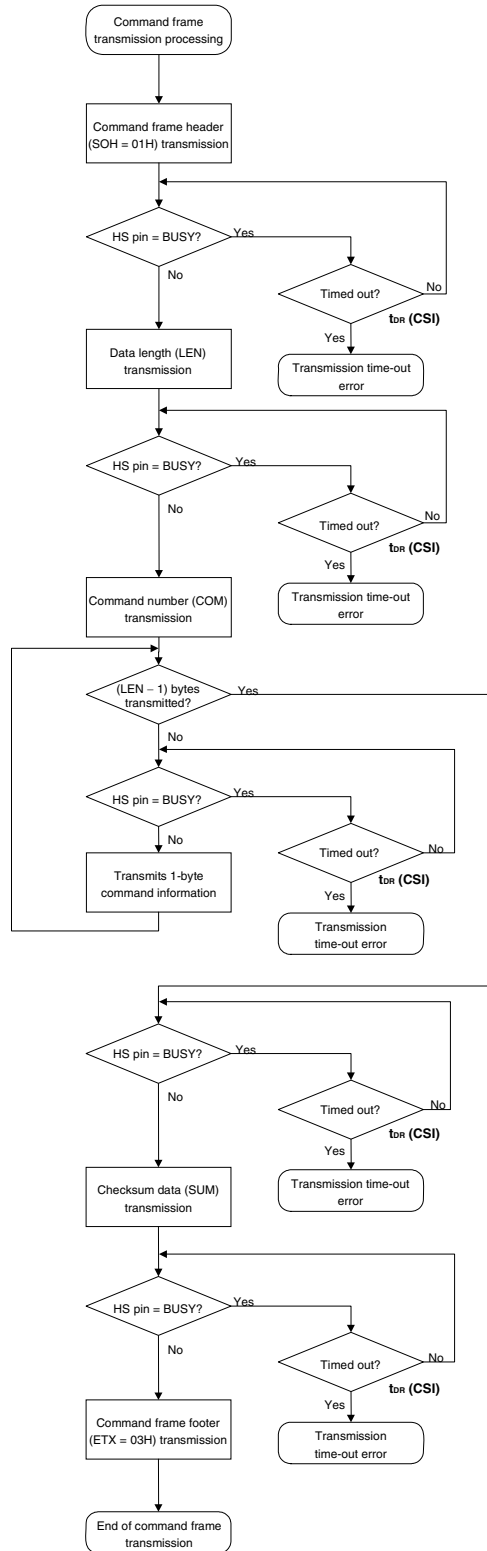 Command frame
transmission processing
Command frame header
(SOH = 01H) transmission
HS pin = BUSY?
Yes
No
Timed out?
No
tDR (CSI)
Yes
Transmission time-out
error
Data length (LEN)
transmission
HS pin = BUSY?
Yes
No
Timed out?
No
tDR (CSI)
Yes
Transmission time-out
error
Command number (COM)
transmission
(LEN − 1) bytes
transmitted?
Yes
No
HS pin = BUSY?
Yes
No
Timed out?
No
tDR (CSI)
Yes
Transmission
time-out error
Transmits 1-byte
command information
HS pin = BUSY?
Yes
No
Timed out?
No
tDR (CSI)
Yes
Transmission time-out
error
Checksum data (SUM)
transmission
HS pin = BUSY?
Yes
No
Timed out?
No
tDR (CSI)
Yes
Transmission
time-out error
Command frame footer
(ETX = 03H) transmission
End of command frame
transmission